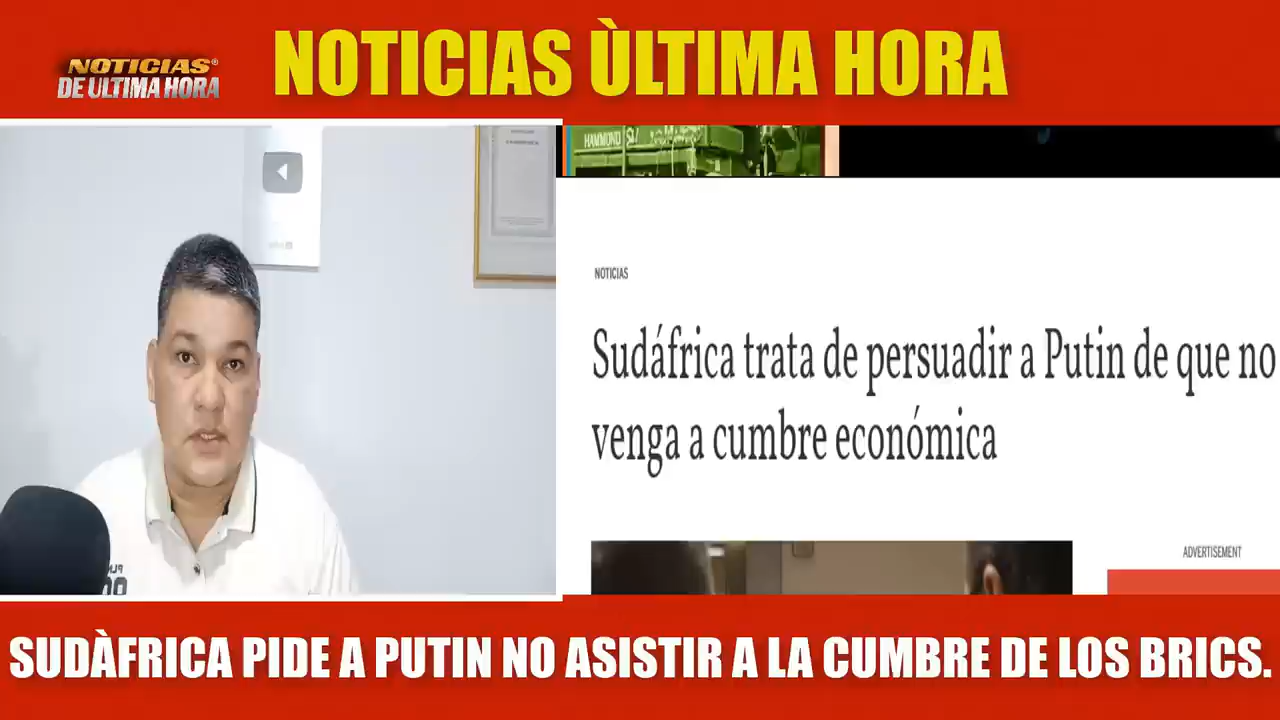 NOTICIAS®
DE ULTIMA HORA
NOTICIAS ÙLTIMA HORA
HAMMOND
NOTICIAS
Sudáfrica trata de persuadir a Putin de que no
venga a cumbre económica
ADVERTISEMENT
SUDÀFRICA PIDE A PUTIN NO ASISTIR A LA CUMBRE DE LOS BRICS.